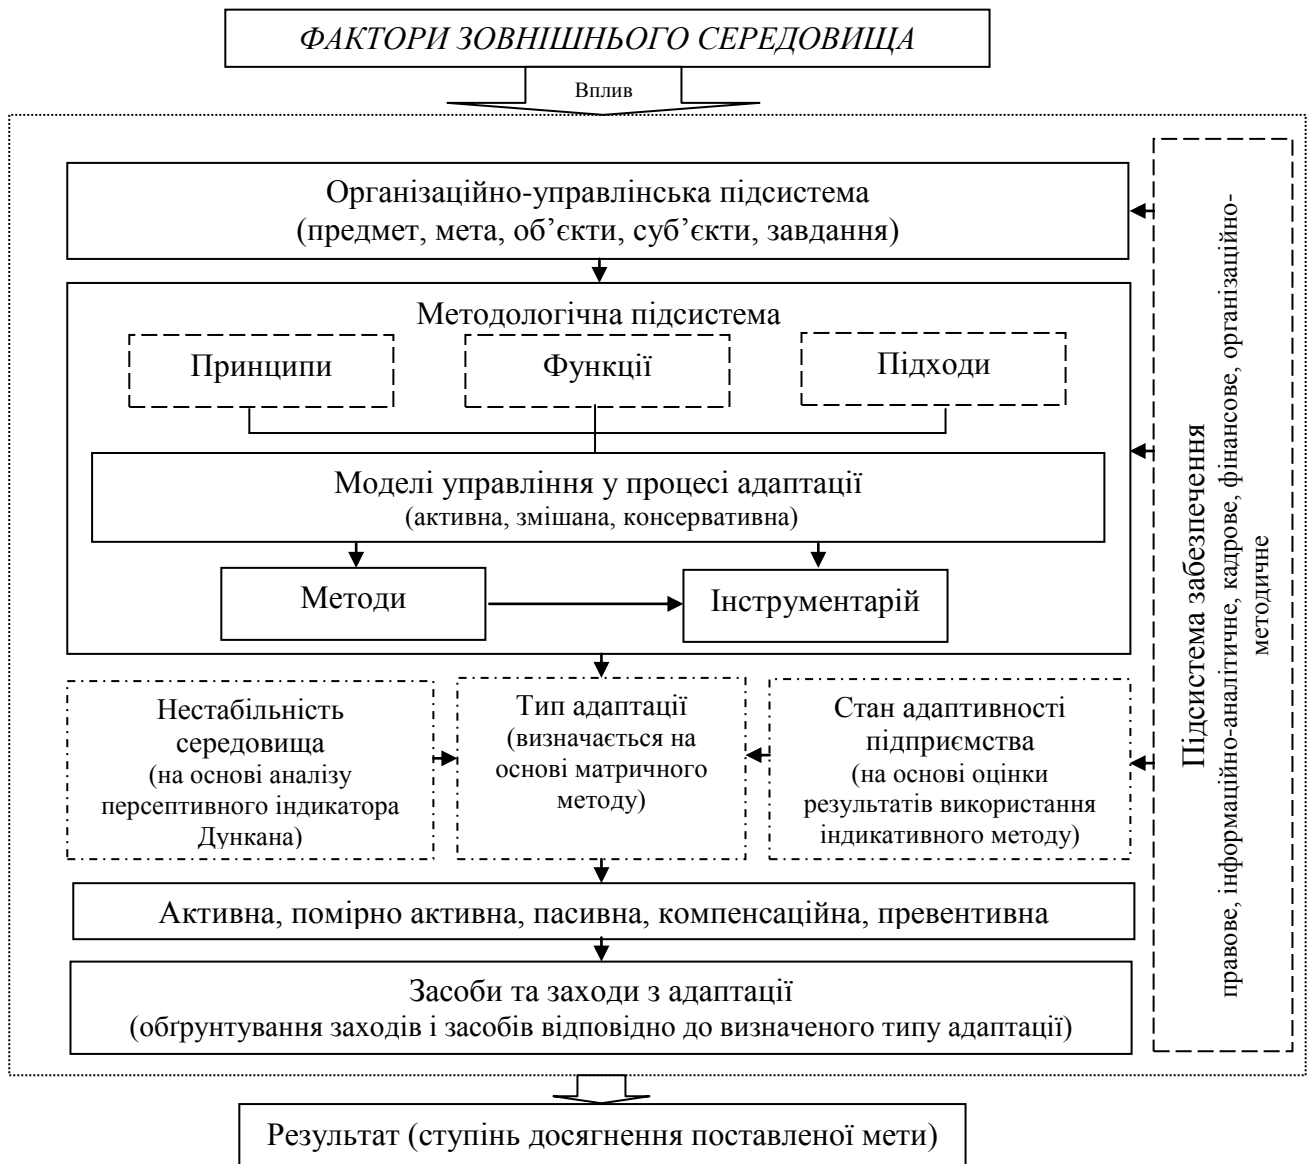 ФАКТОРИ ЗОВНІШНЬОГО СЕРЕДОВИЩА
Вплив
Організаційно-управлінська підсистема
(предмет, мета, об’єкти, суб’єкти, завдання)
Методологічна підсистема
Принципи
Функції
Підходи
Моделі управління у процесі адаптації
(активна, змішана, консервативна)
Методи
Інструментарій
Нестабільність
середовища
(на основі аналізу
персептивного індикатора
Дункана)
Тип адаптації
(визначається на
основі матричного
методу)
Стан адаптивності
підприємства
(на основі оцінки
результатів використання
індикативного методу)
Активна, помірно активна, пасивна, компенсаційна, превентивна
Засоби та заходи з адаптації
(обґрунтування заходів і засобів відповідно до визначеного типу адаптації)
Підсистема забезпечення
правове, інформаційно-аналітичне, кадрове, фінансове, організаційно-
методичне
Результат (ступінь досягнення поставленої мети)